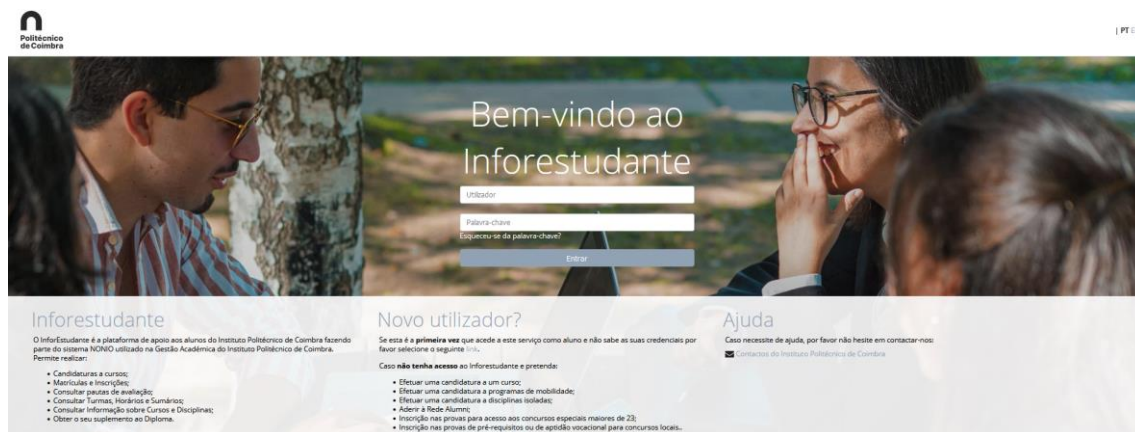 Politécnico
de Coimbra
| PT
Bem-vindo ao
Inforestudante
Utilizador
Palavra-chave
Esqueceu-se da palavra-chave?
Entrar
Inforestudante
O InforEstudante é a plataforma de apoio aos alunos do Instituto Politécnico de Coimbra fazendo
parte do sistema NONIO utilizado na Gestão Académica do Instituto Politécnico de Coimbra.
Permite realizar:
• Candidaturas a cursos;
• Matrículas e Inscrições;
• Consultar pautas de avaliação;
• Consultar Turmas, Horários e Sumários;
• Consultar Informação sobre Cursos e Disciplinas;
• Obter o seu suplemento ao Diploma.
Novo utilizador?
Se esta é a primeira vez que acede a este serviço como aluno e não sabe as suas credenciais por
favor selecione o seguinte link.
Caso não tenha acesso ao Inforestudante e pretenda:
• Efetuar uma candidatura a um curso;
• Efetuar uma candidatura a programas de mobilidade;
• Efetuar uma candidatura a disciplinas isoladas;
• Aderir à Rede Alumni;
• Inscrição nas provas para acesso aos concursos especiais maiores de 23;
• Inscrição nas provas de pré-requisitos ou de aptidão vocacional para concursos locais..
Ajuda
Caso necessite de ajuda, por favor não hesite em contactar-nos:
Contactos do Instituto Politécnico de Coimbra